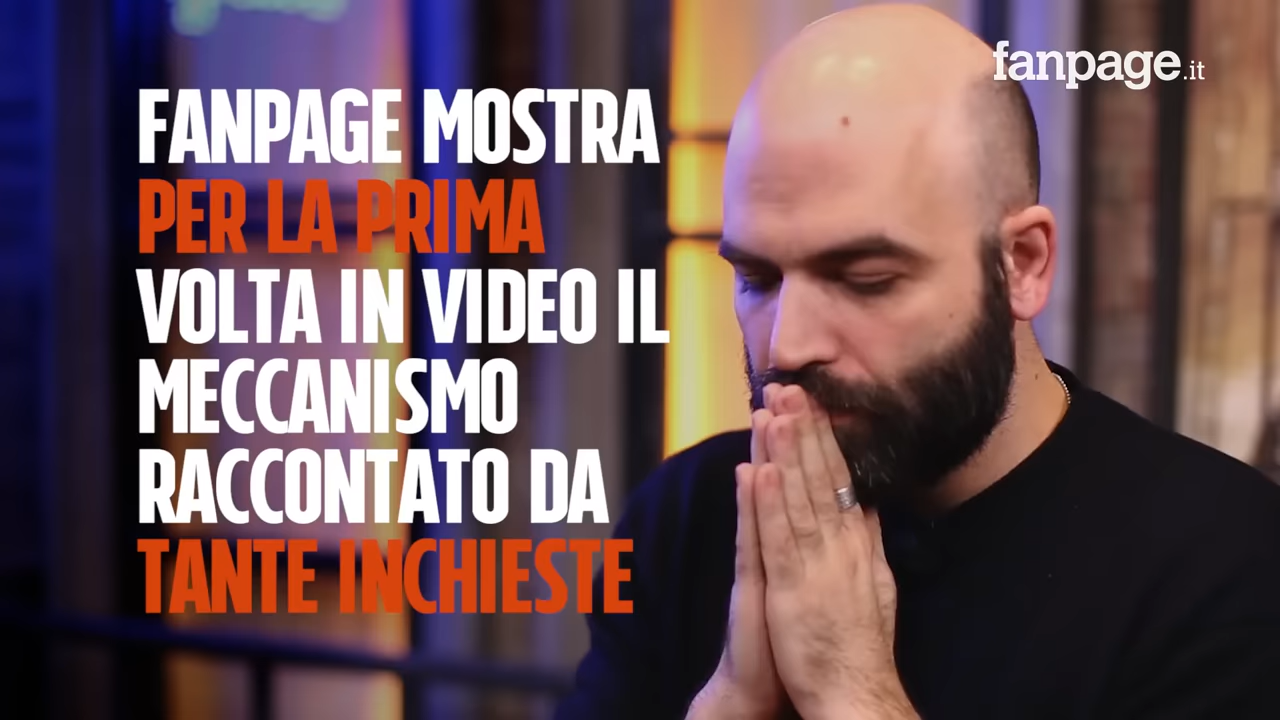 fanpage.it
FANPAGE MOSTRA
PER LA PRIMA
VOLTA IN VIDEO IL
MECCANISMO
RACCONTATO DA
TANTE INCHIESTE